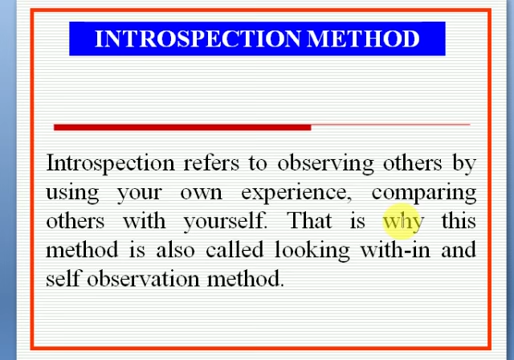 INTROSPECTION METHOD
Introspection refers to observing others by
using your own experience, comparing
others with yourself. That is why this
method is also called looking with-in and
self observation method.